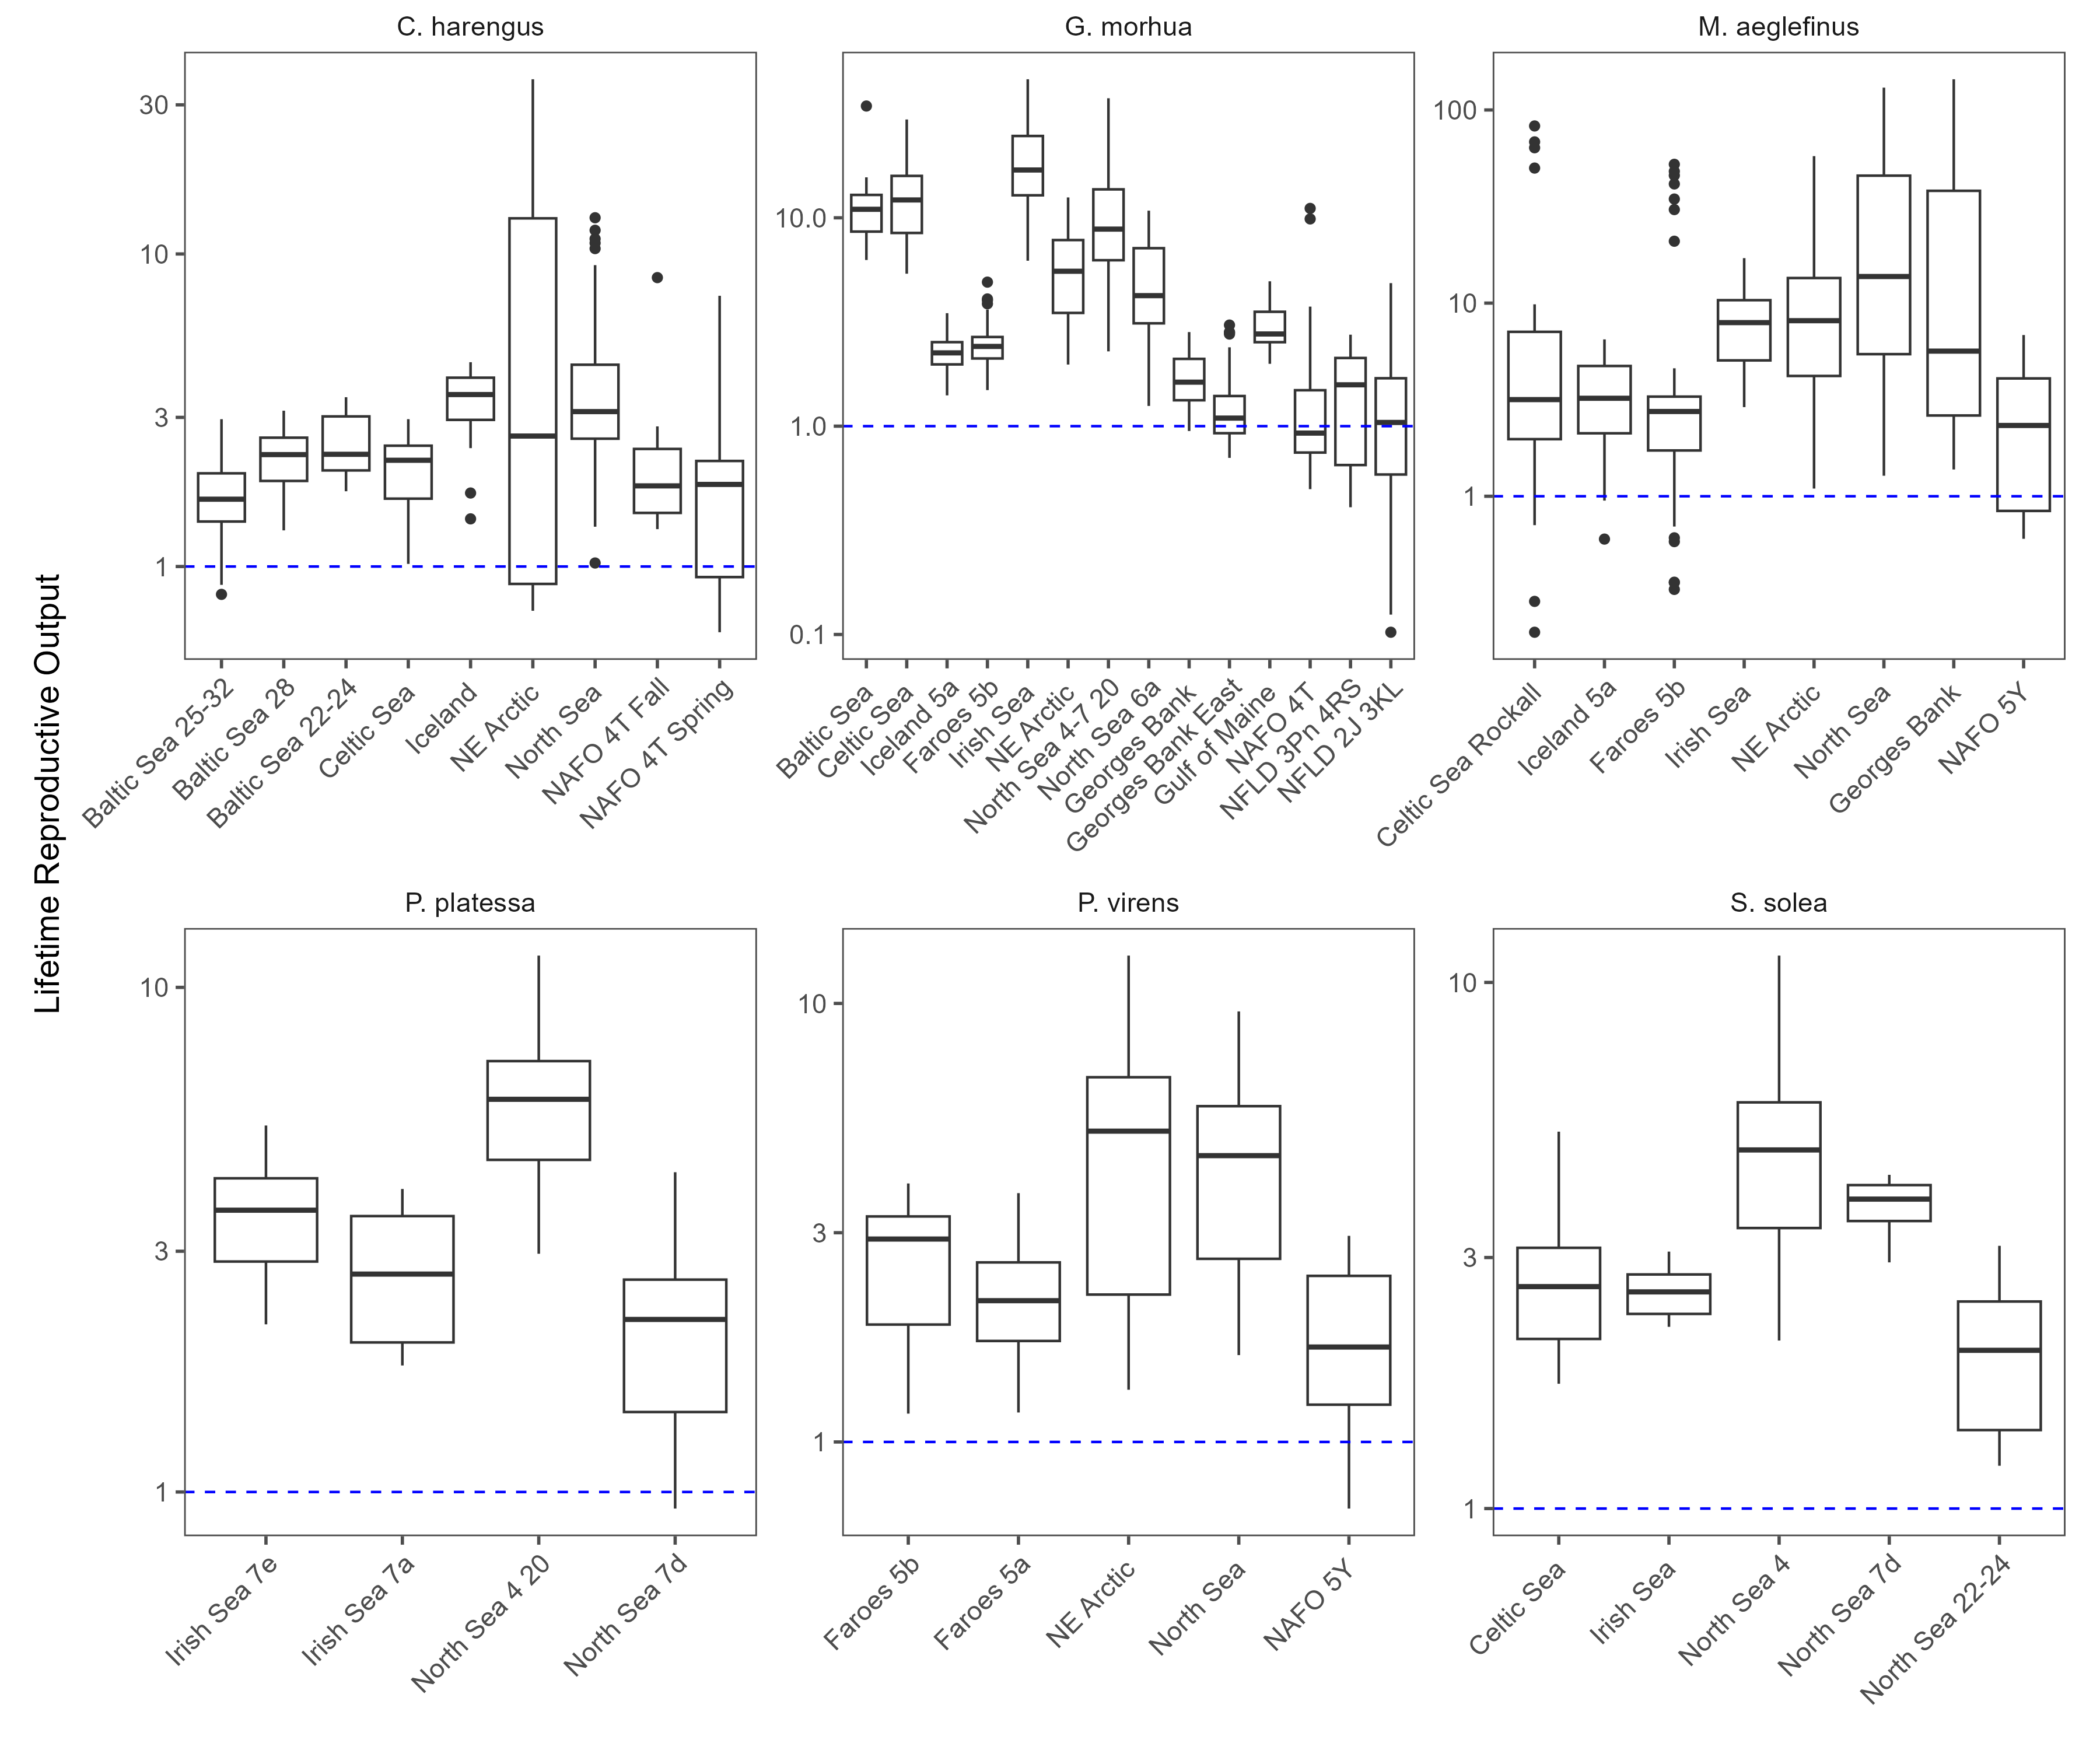 C. harengus
G. morhua
M. aeglefinus
30
10
3
1
10.0
1.0
0.1
100
10
1
Baltic Sea 25-32
Baltic Sea 28
Baltic Sea 22-24
Celtic Sea
Iceland
NE Arctic
North Sea
NAFO 4T Fall
NAFO 4T Spring
Baltic Sea
Celtic Sea
Iceland 5a
Faroes 5b
Irish Sea
NE Arctic
North Sea 4-7 20
North Sea 6a
Georges Bank
Georges Bank East
Gulf of Maine
NAFO 4T
NFLD 3Pn 4RS
NFLD 2J 3KL
Celtic Sea Rockall
Iceland 5a
Faroes 5b
Irish Sea
NE Arctic
North Sea
Georges Bank
NAFO 5Y
Lifetime Reproductive Output
P. platessa
P. virens
S. solea
10
3
1
10
3
1
10
3
1
Irish Sea 7e
Irish Sea 7a
North Sea 4 20
North Sea 7d
Faroes 5b
Faroes 5a
NE Arctic
North Sea
NAFO 5Y
Celtic Sea
Irish Sea
North Sea 4
North Sea 7d
North Sea 22-24